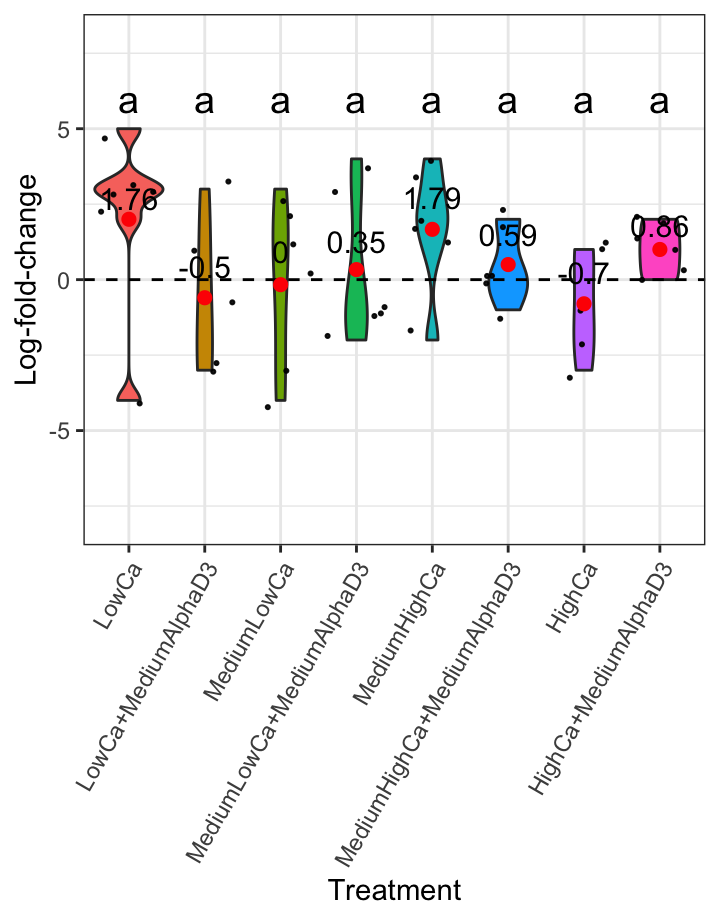 a a a a a a a a
5
1.76 -0.5 0 0.35 1.79 0.59 -0.7 0.86
0
-5
Log-fold-change
LowCa
LowCa+MediumAlphaD3
MediumLowCa
MediumLowCa+MediumAlphaD3
MediumHighCa
MediumHighCa+MediumAlphaD3
HighCa
HighCa+MediumAlphaD3
Treatment